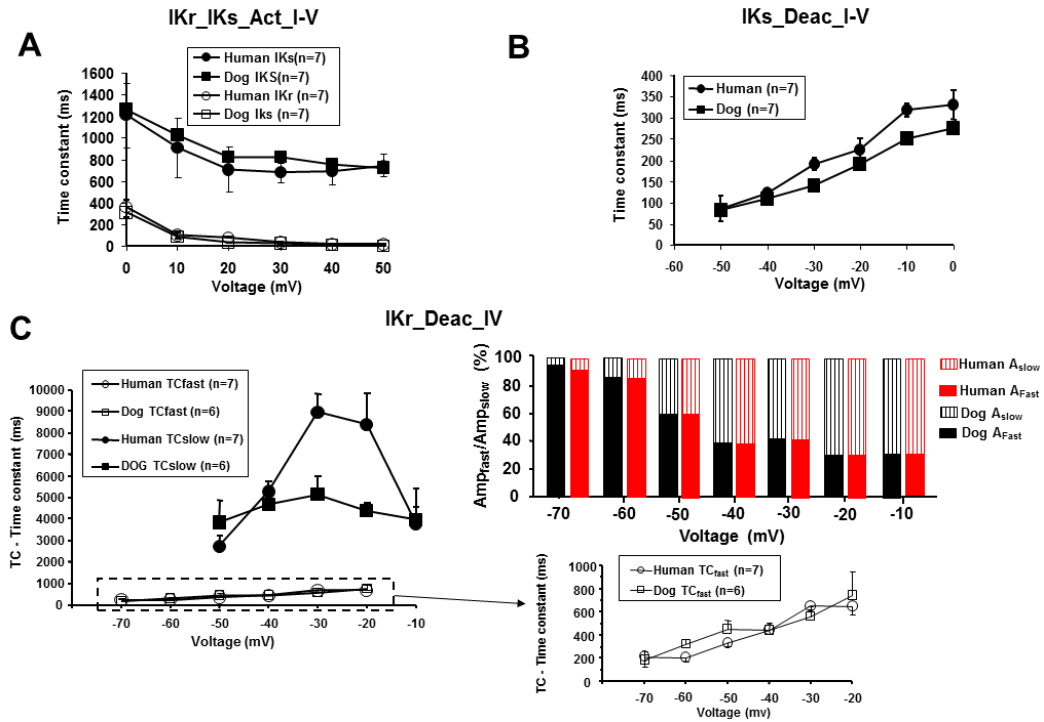 IKr_IKs_Act_I-V
IKs_Deac_I-V
A
Human IKs(n=7)
Dog IKS(n=7)
Human IKr (n=7)
Dog Iks (n=7)
Time constant (ms)
1600
1400
1200
1000
800
600
400
200
0
0 10 20 30 40 50
Voltage (mV)
B
Human (n=7)
Dog (n=7)
Time constant (ms)
400
350
300
250
200
150
100
50
0
-60 -50 -40 -30 -20 -10 0
Voltage (mV)
IKr_Deac_IV
C
Human TCfast (n=7)
Dog TCfast (n=6)
Human TCslow (n=7)
DOG TCslow (n=6)
TC - Time constant (ms)
10000
9000
8000
7000
6000
5000
4000
3000
2000
1000
0
-70 -60 -50 -40 -30 -20 -10
Voltage (mV)
Ampfast/Ampslow (%)
100
80
60
40
20
0
-70 -60 -50 -40 -30 -20 -10
Voltage (mV)
Human Aslow
Human AFast
Dog Aslow
Dog AFast
Human TCfast (n=7)
Dog TCfast (n=6)
TC - Time constant (ms)
1000
800
600
400
200
0
-70 -60 -50 -40 -30 -20
Voltage (mv)